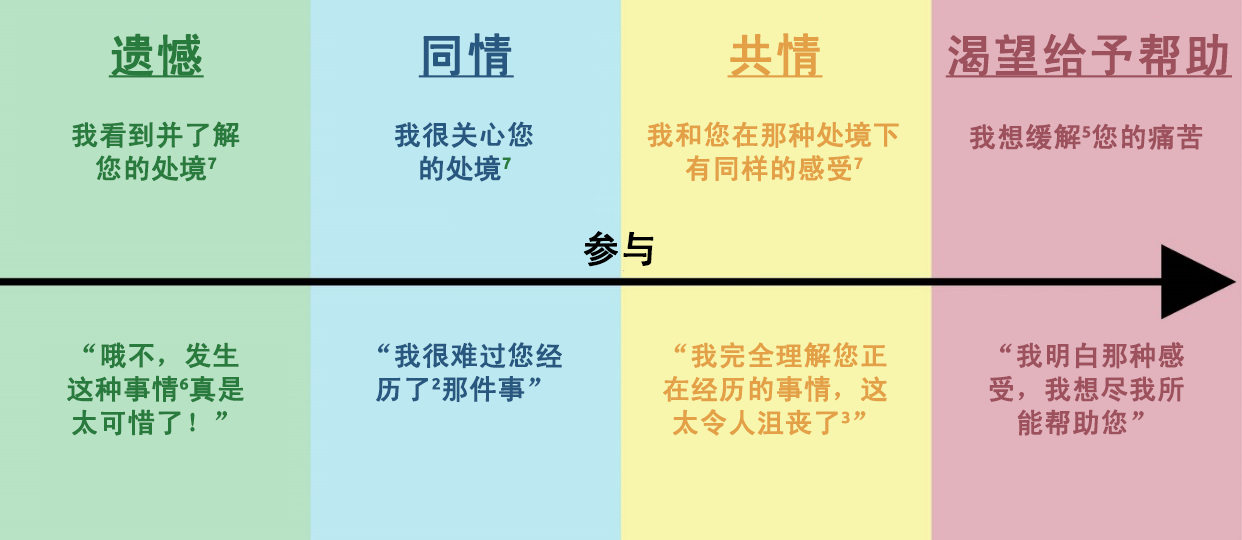 遗憾
我看到并了解
您的处境⁷
同情
我很关心您
的处境⁷
共情
我和您在那种处境下
有同样的感受⁷
渴望给予帮助
我想缓解⁵您的痛苦
参与
“哦不，发生
这种事情⁶真是
太可惜了！”
“我很难过您经
历了²那件事”
“我完全理解您正
在经历的事情，这
太令人沮丧了³”
“我明白那种感
受，我想尽我所
能帮助您”